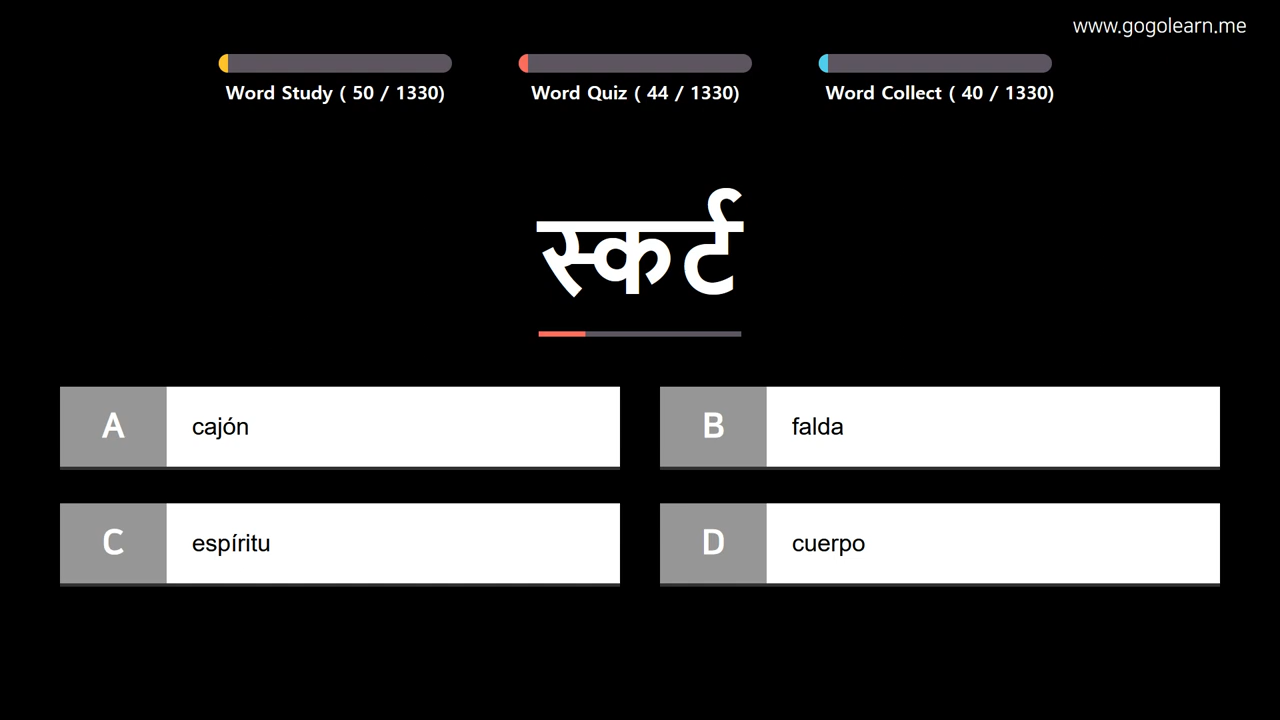 www.gogolearn.me
Word Study ( 50 / 1330)
Word Quiz ( 44 / 1330)
Word Collect ( 40 / 1330)
स्कर्ट
A cajón
B falda
C espíritu
D cuerpo